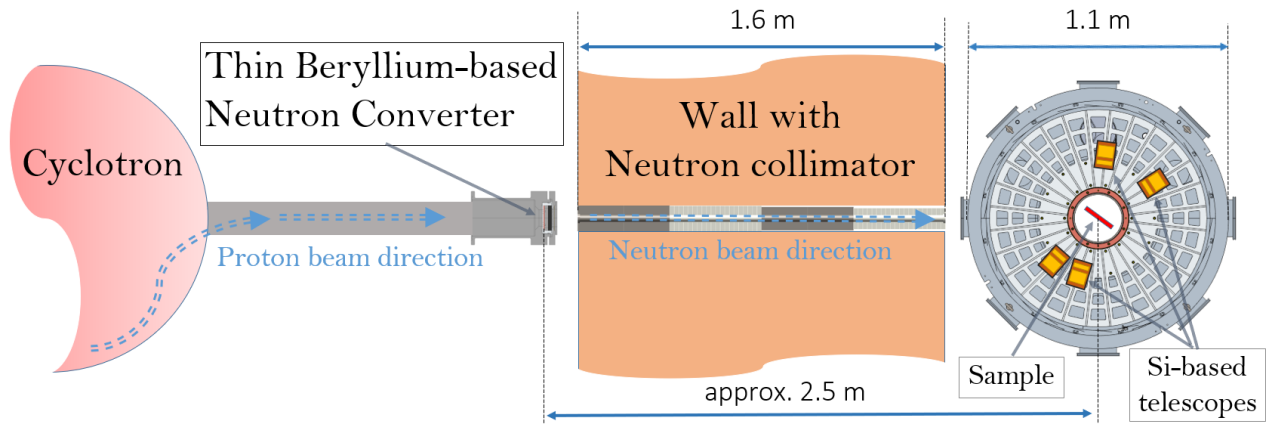 1.6 m
1.1 m
Thin Beryllium-based
Neutron Converter
Cyclotron
Wall with
Neutron collimator
Proton beam direction
Neutron beam direction
Sample
Si-based
telescopes
approx. 2.5 m